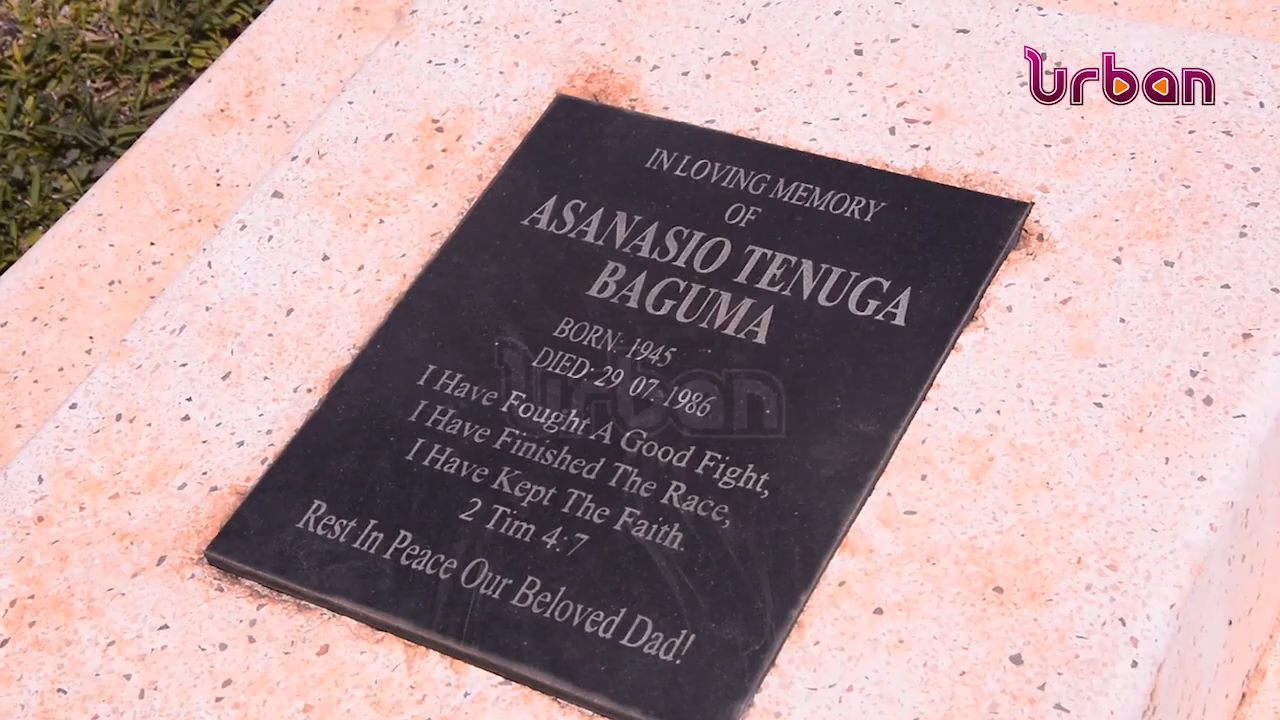 urban
IN LOVING MEMORY
OF
ASANASIO TENUGA
BAGUMA
BORN: 1945
DIED: 29 07 1986
urban
I Have Fought A Good Fight,
I Have Finished The Race,
I Have Kept The Faith.
2 Tim 4:7
Rest In Peace Our Beloved Dad!